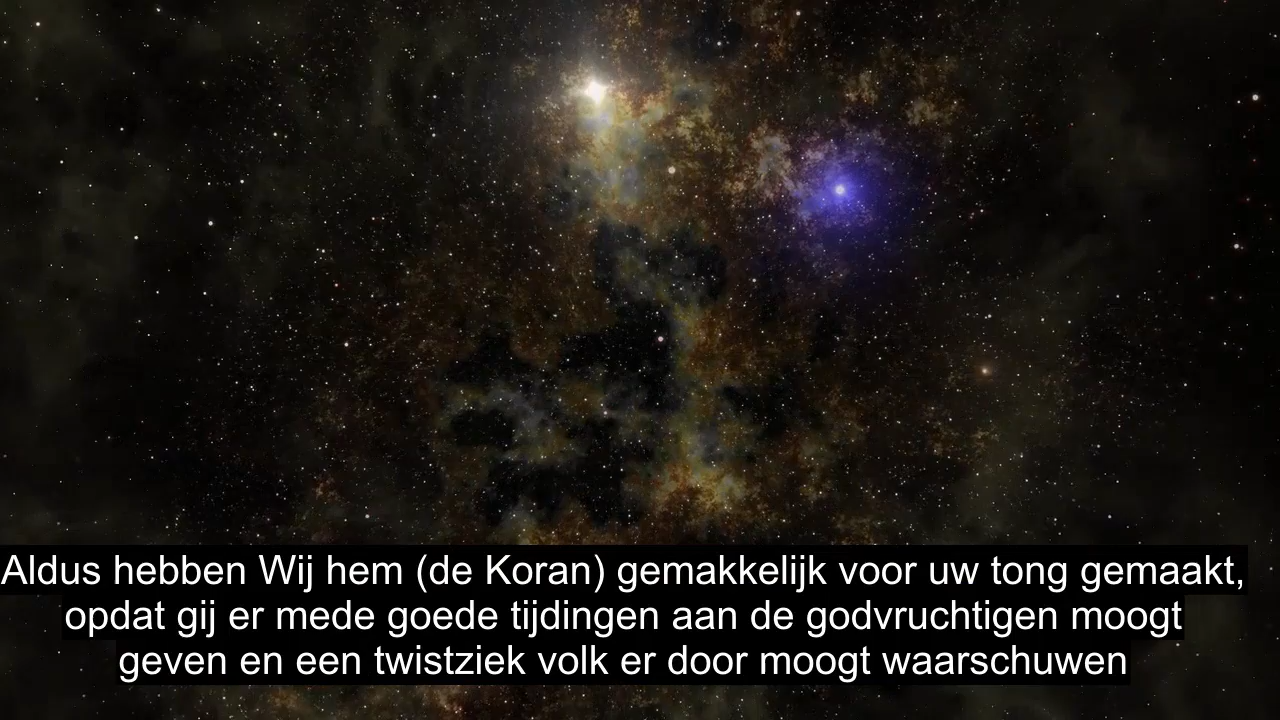 Aldus hebben Wij hem (de Koran) gemakkelijk voor uw tong gemaakt,
opdat gij er mede goede tijdingen aan de godvruchtigen moogt
geven en een twistziek volk er door moogt waarschuwen